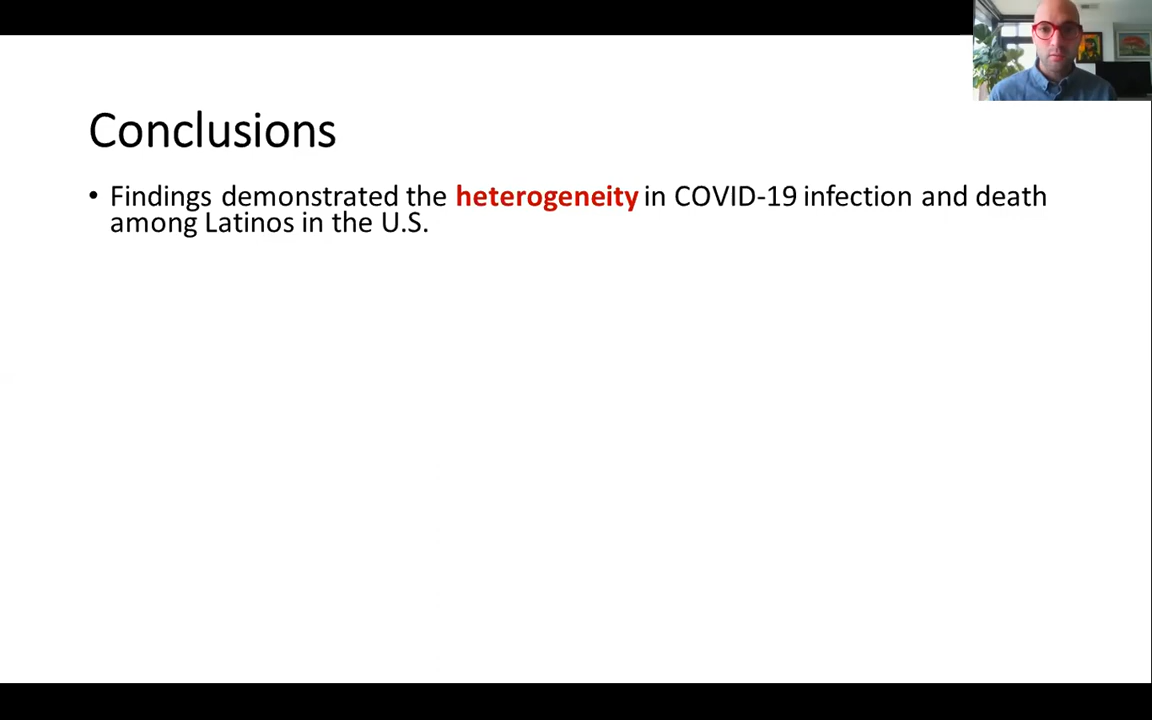 Conclusions
• Findings demonstrated the heterogeneity in COVID-19 infection and death
among Latinos in the U.S.